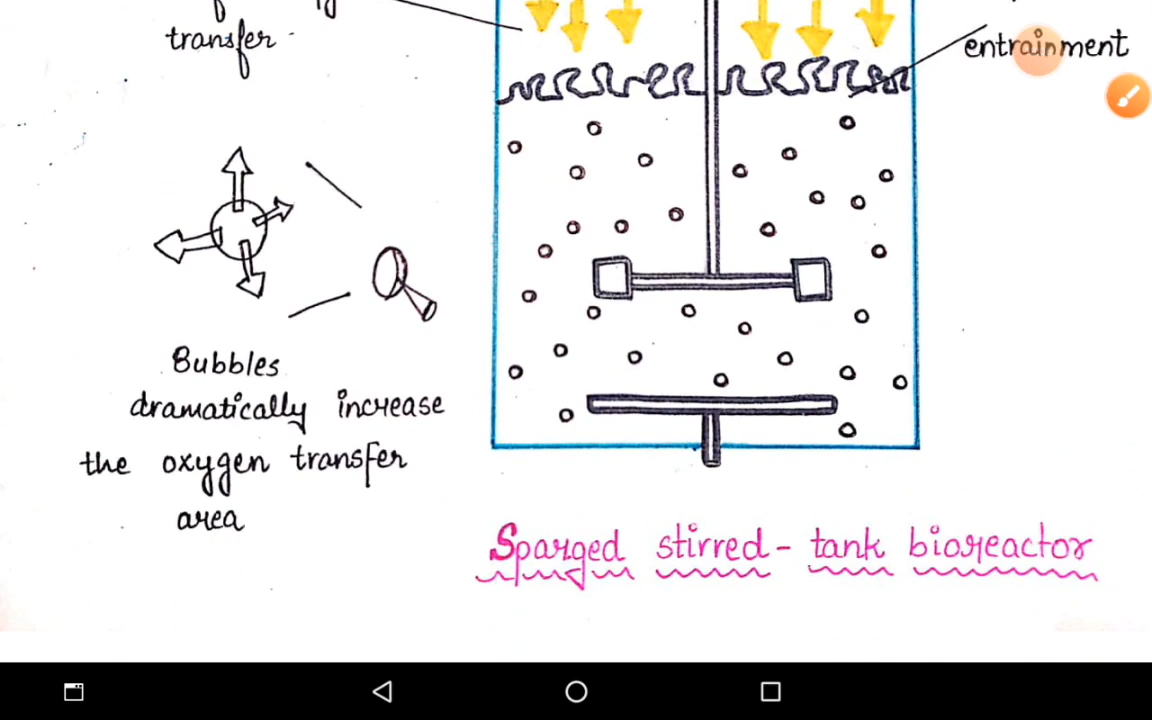 transfer
entrainment
Bubbles
dramatically increase
the oxygen transfer
area
Sparged stirred-tank bioreactor